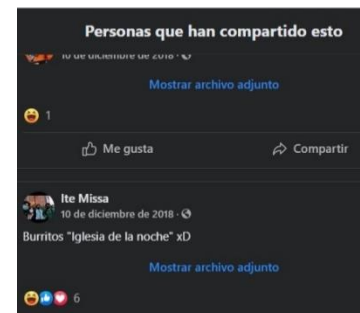 Personas que han compartido esto
10 de diciembre de 2018 ·
Mostrar archivo adjunto
1
Me gusta
Compartir
Ite Missa
10 de diciembre de 2018 ·
Burritos "Iglesia de la noche" xD
Mostrar archivo adjunto
6